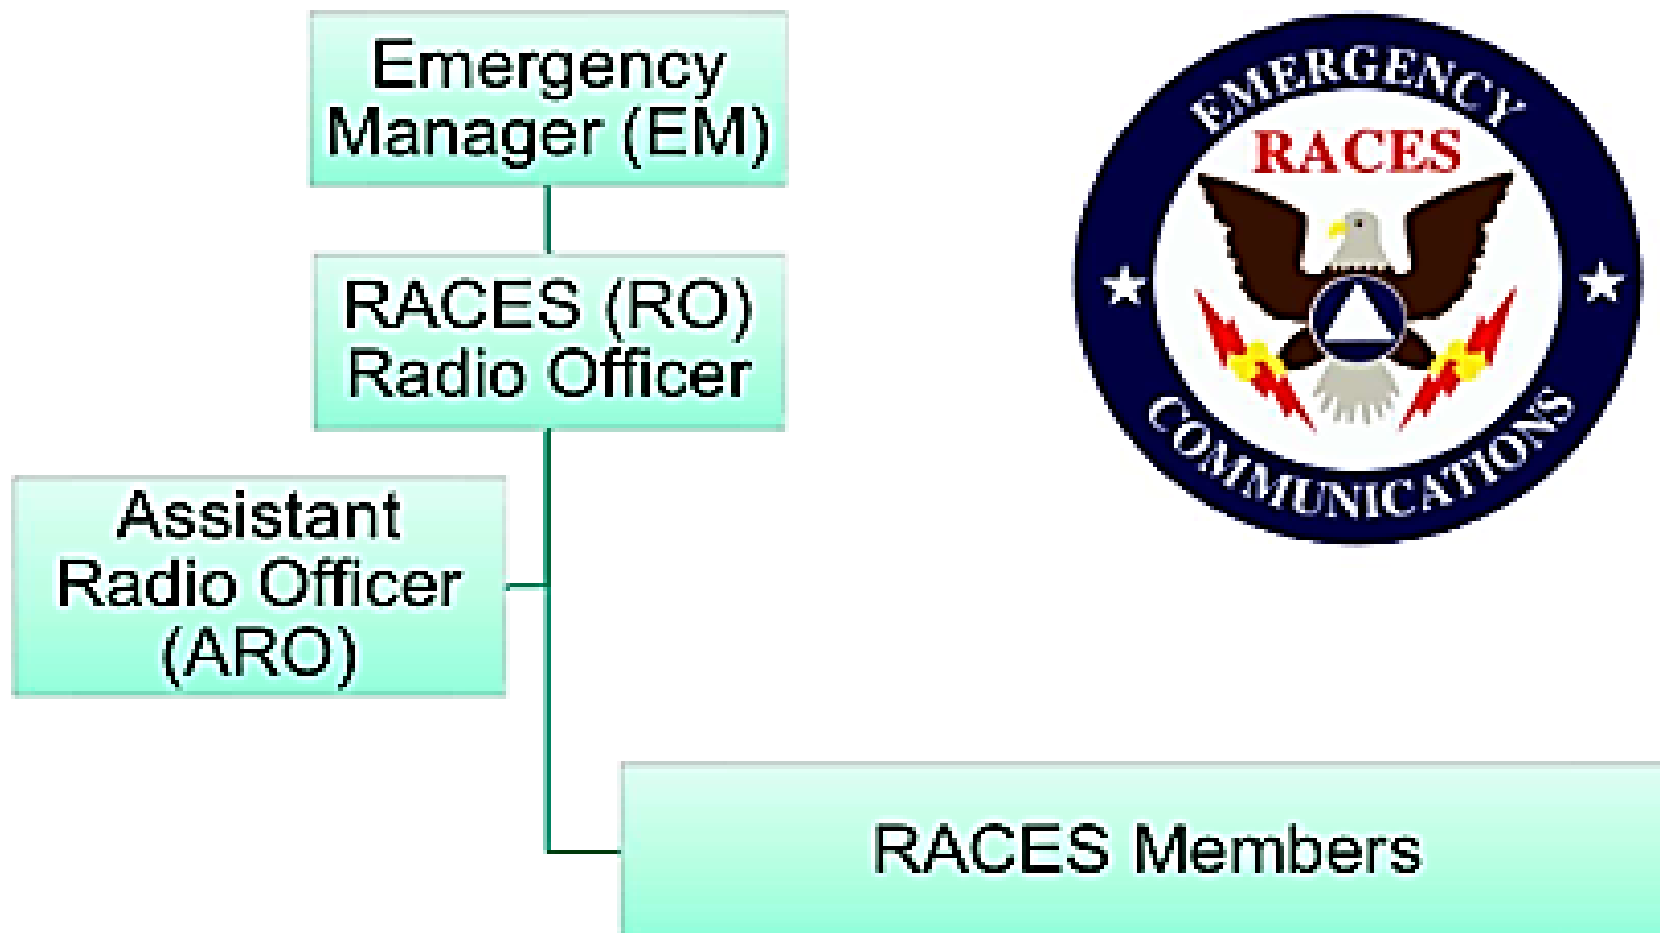 Emergency
Manager (EM)
RACES (RO)
Radio Officer
Assistant
Radio Officer
(ARO)
RACES Members
EMERGENCY
RACES
COMMUNICATIONS